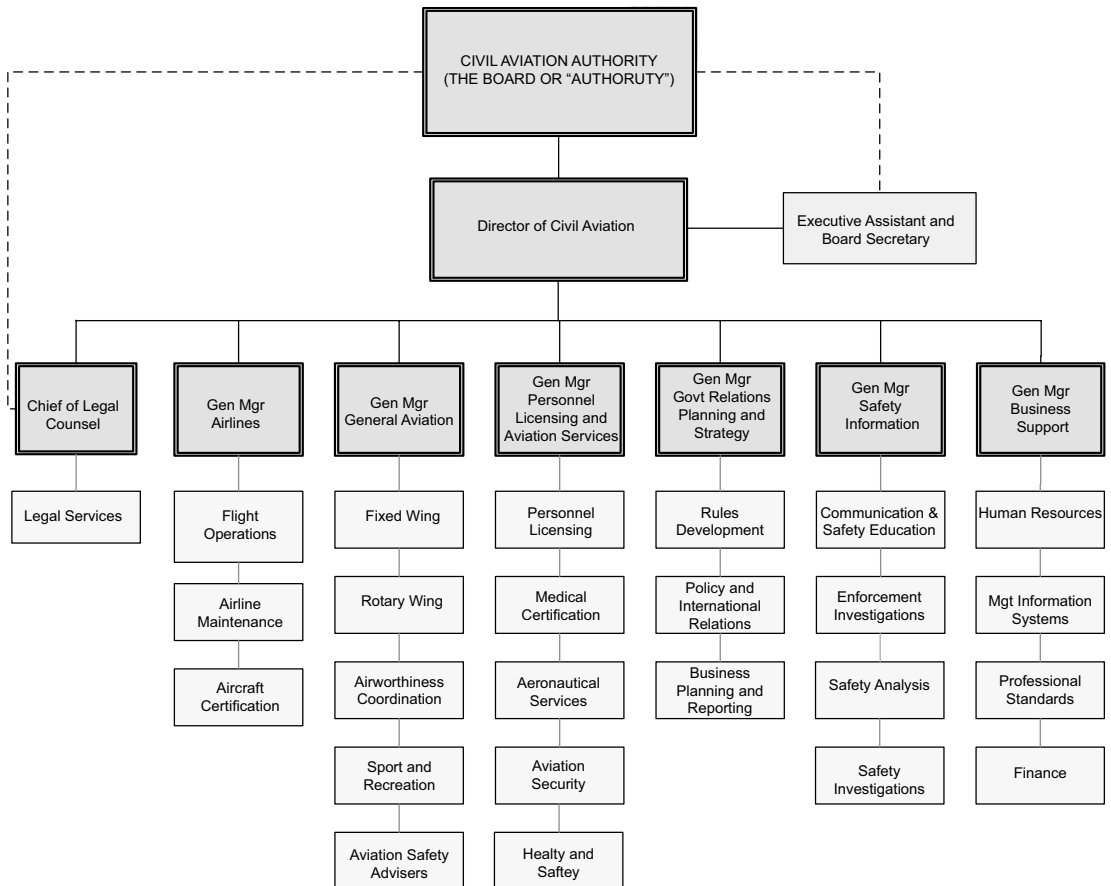 CIVIL AVIATION AUTHORITY
(THE BOARD OR “AUTHORUTY”)
Director of Civil Aviation
Executive Assistant and
Board Secretary
Chief of Legal
Counsel
Gen Mgr
Airlines
Gen Mgr
General Aviation
Gen Mgr
Personnel
Licensing and
Aviation Services
Gen Mgr
Govt Relations
Planning and
Strategy
Gen Mgr
Safety
Information
Gen Mgr
Business
Support
Legal Services
Flight
Operations
Fixed Wing
Personnel
Licensing
Rules
Development
Communication &
Safety Education
Human Resources
Airline
Maintenance
Rotary Wing
Medical
Certification
Policy and
International
Relations
Enforcement
Investigations
Mgt Information
Systems
Aircraft
Certification
Airworthiness
Coordination
Aeronautical
Services
Business
Planning and
Reporting
Safety Analysis
Professional
Standards
Sport and
Recreation
Aviation
Security
Safety
Investigations
Finance
Aviation Safety
Advisers
Healty and
Saftey